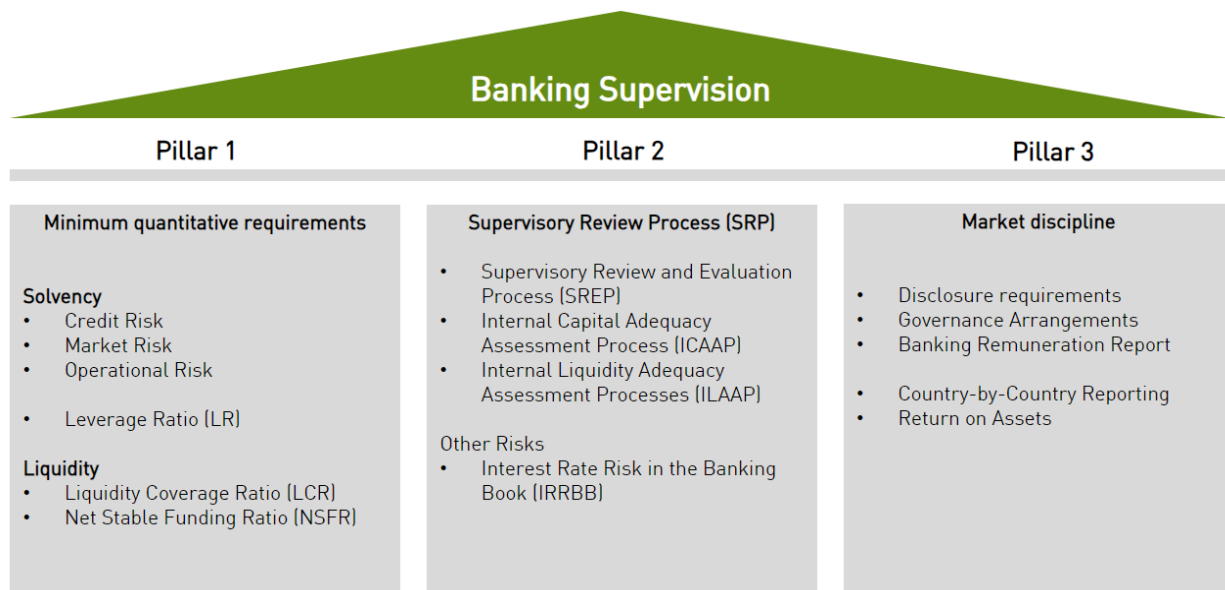 Banking Supervision
Pillar 1
Pillar 2
Pillar 3
Minimum quantitative requirements
Solvency
• Credit Risk
• Market Risk
• Operational Risk
• Leverage Ratio (LR)
Liquidity
• Liquidity Coverage Ratio (LCR)
• Net Stable Funding Ratio (NSFR)
Supervisory Review Process (SRP)
• Supervisory Review and Evaluation
Process (SREP)
• Internal Capital Adequacy
Assessment Process (ICAAP)
• Internal Liquidity Adequacy
Assessment Processes (ILAAP)
Other Risks
• Interest Rate Risk in the Banking
Book (IRRBB)
Market discipline
• Disclosure requirements
• Governance Arrangements
• Banking Remuneration Report
• Country-by-Country Reporting
• Return on Assets